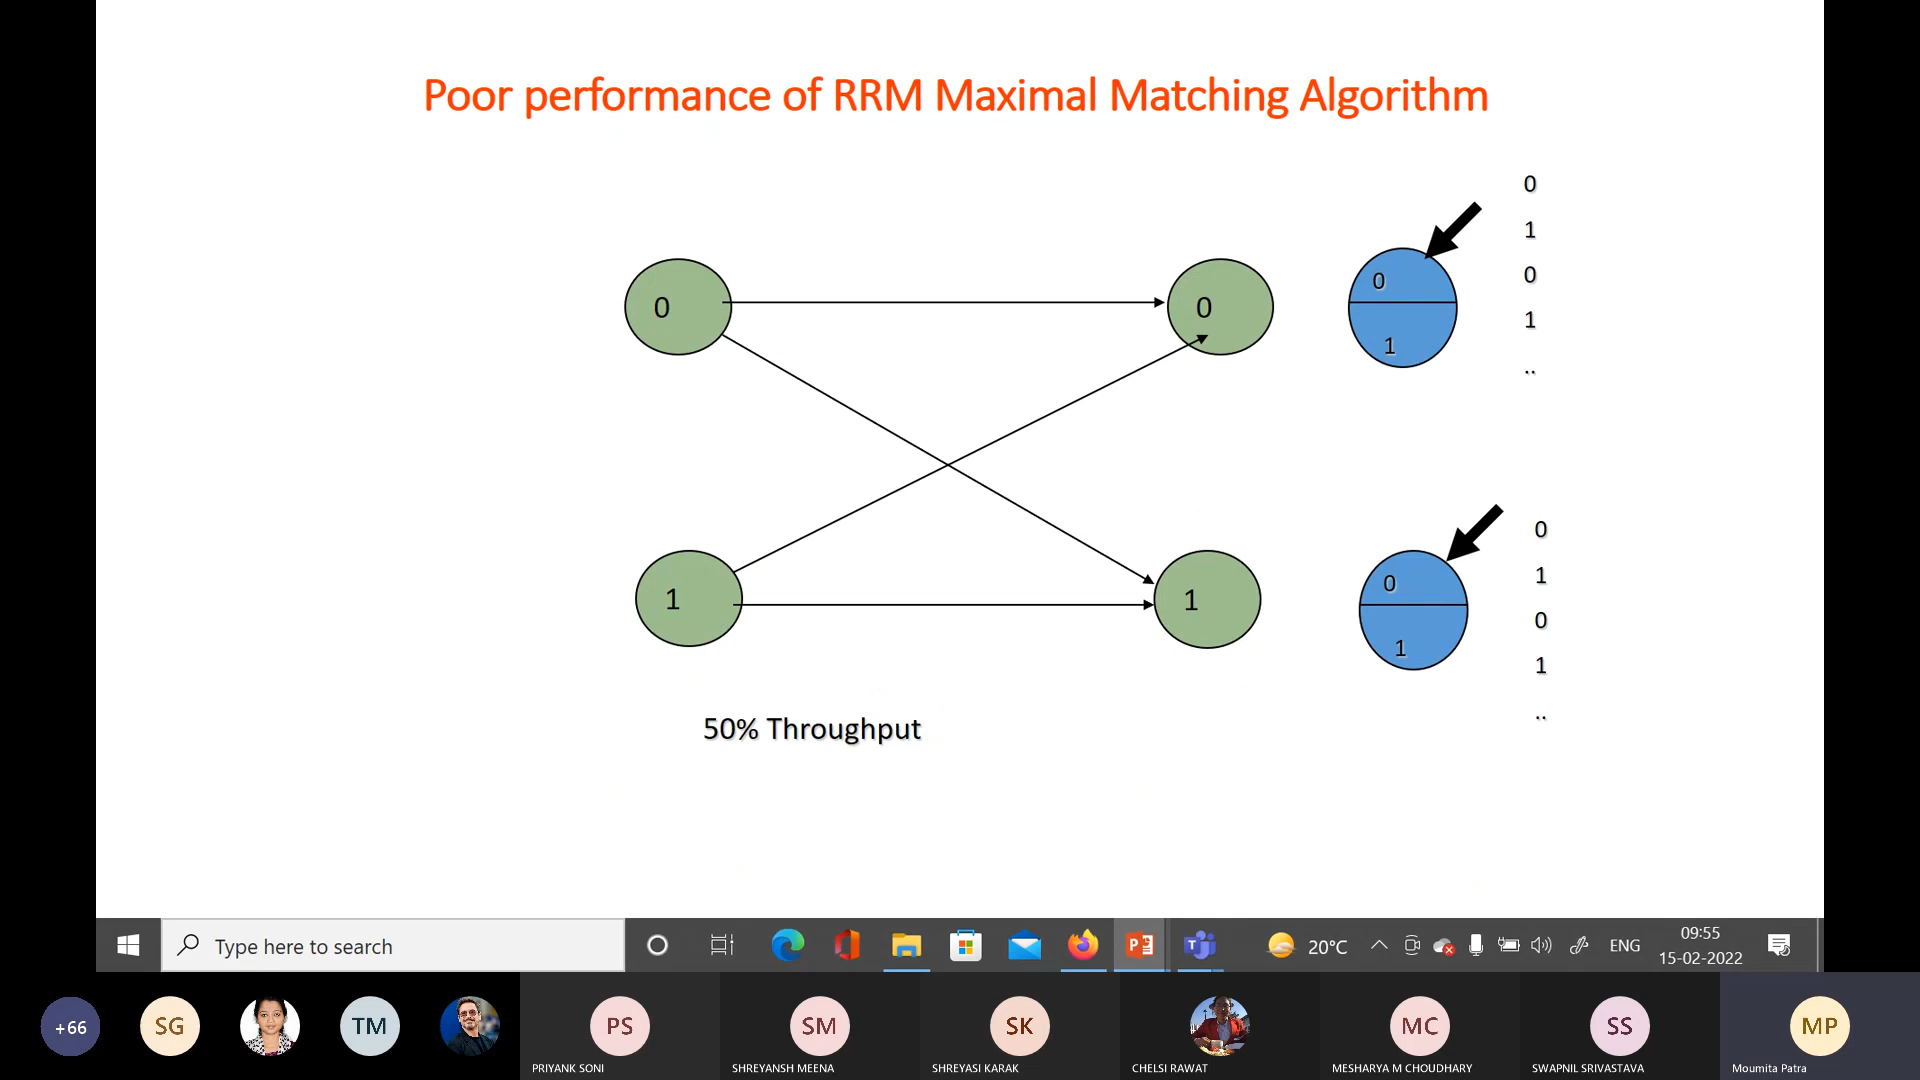 Poor performance of RRM Maximal Matching Algorithm
0
1
0
1
..
0
0
0
1
0
1
0
1
..
1
1
0
1
50% Throughput
Type here to search
20°C
ENG
09:55
15-02-2022
+66
SG
TM
PS
SM
SK
MC
SS
MP
PRIYANK SONI
SHREYANSH MEENA
SHREYASI KARAK
CHELSI RAWAT
MESHARYA M CHOUDHARY
SWAPNIL SRIVASTAVA
Moumita Patra